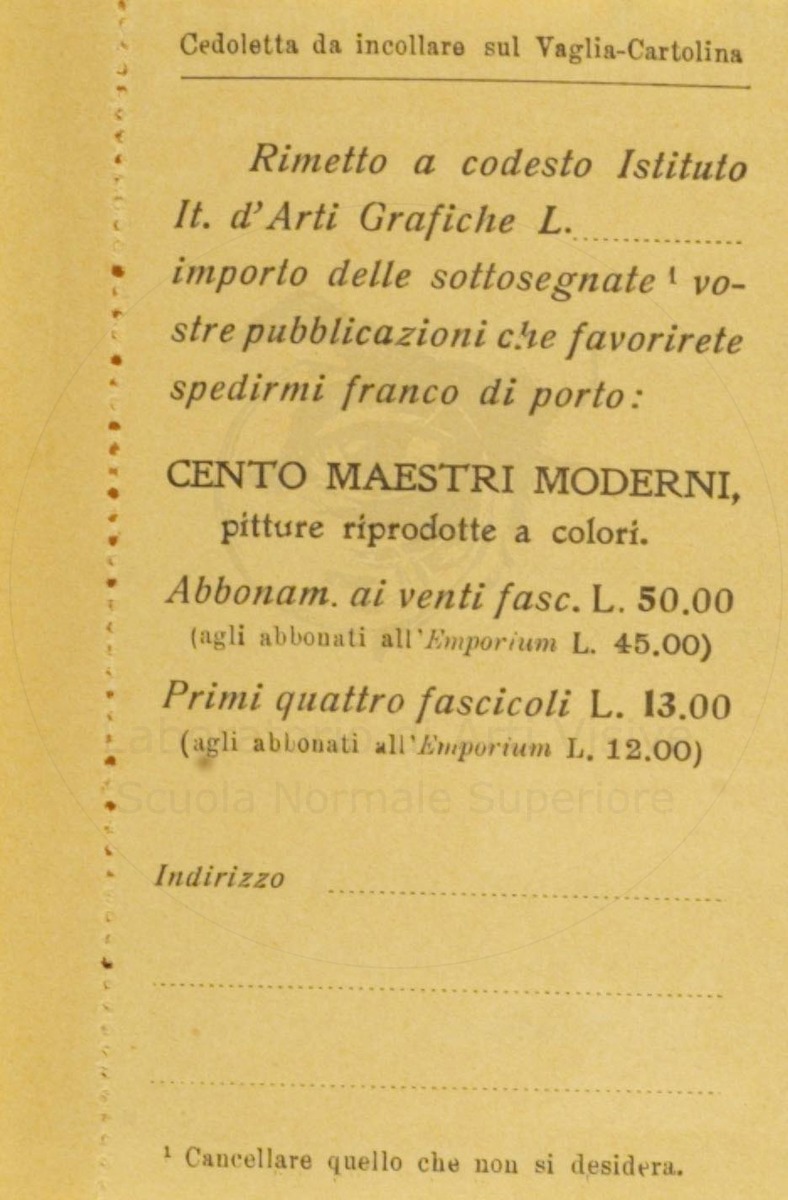 Cedoletta da incollare sul Vaglia-Cartolina
Rimetto a codesto Istituto
It. d'Arti Grafiche L.
importo delle sottosegnate ¹ vo-
stre pubblicazioni che favorirete
spedirmi franco di porto:
CENTO MAESTRI MODERNI,
pitture riprodotte a colori.
Abbonam. ai venti fasc. L. 50.00
(agli abbonati all'Emporium L. 45.00)
Primi quattro fascicoli L. 13.00
(agli abbonati all'Emporium L. 12.00)
Scuola Normale Superiore
Indirizzo
¹ Cancellare quello che non si desidera.